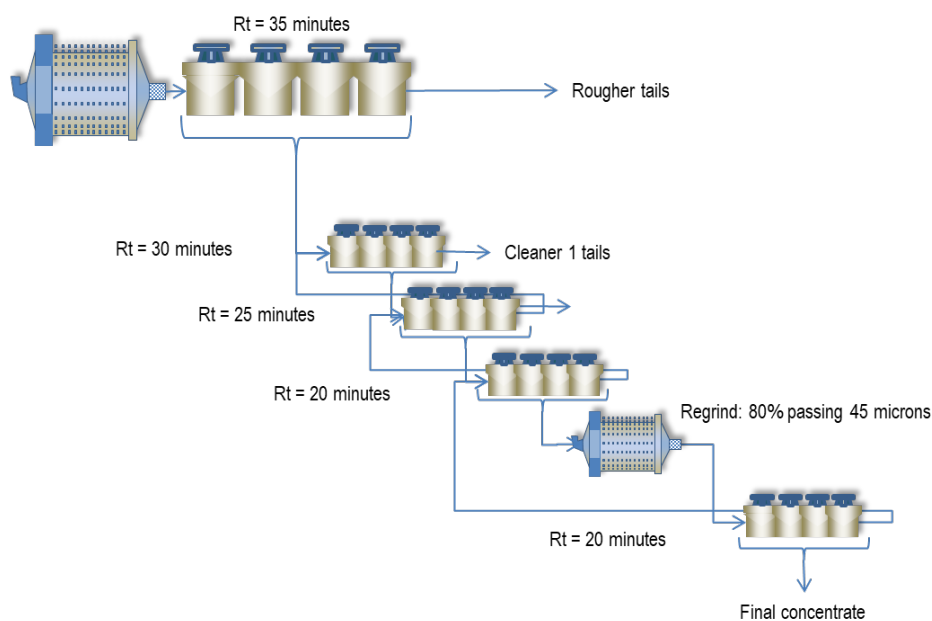 Rt = 35 minutes
Rougher tails
Rt = 30 minutes
Cleaner 1 tails
Rt = 25 minutes
Rt = 20 minutes
Regrind: 80% passing 45 microns
Rt = 20 minutes
Final concentrate